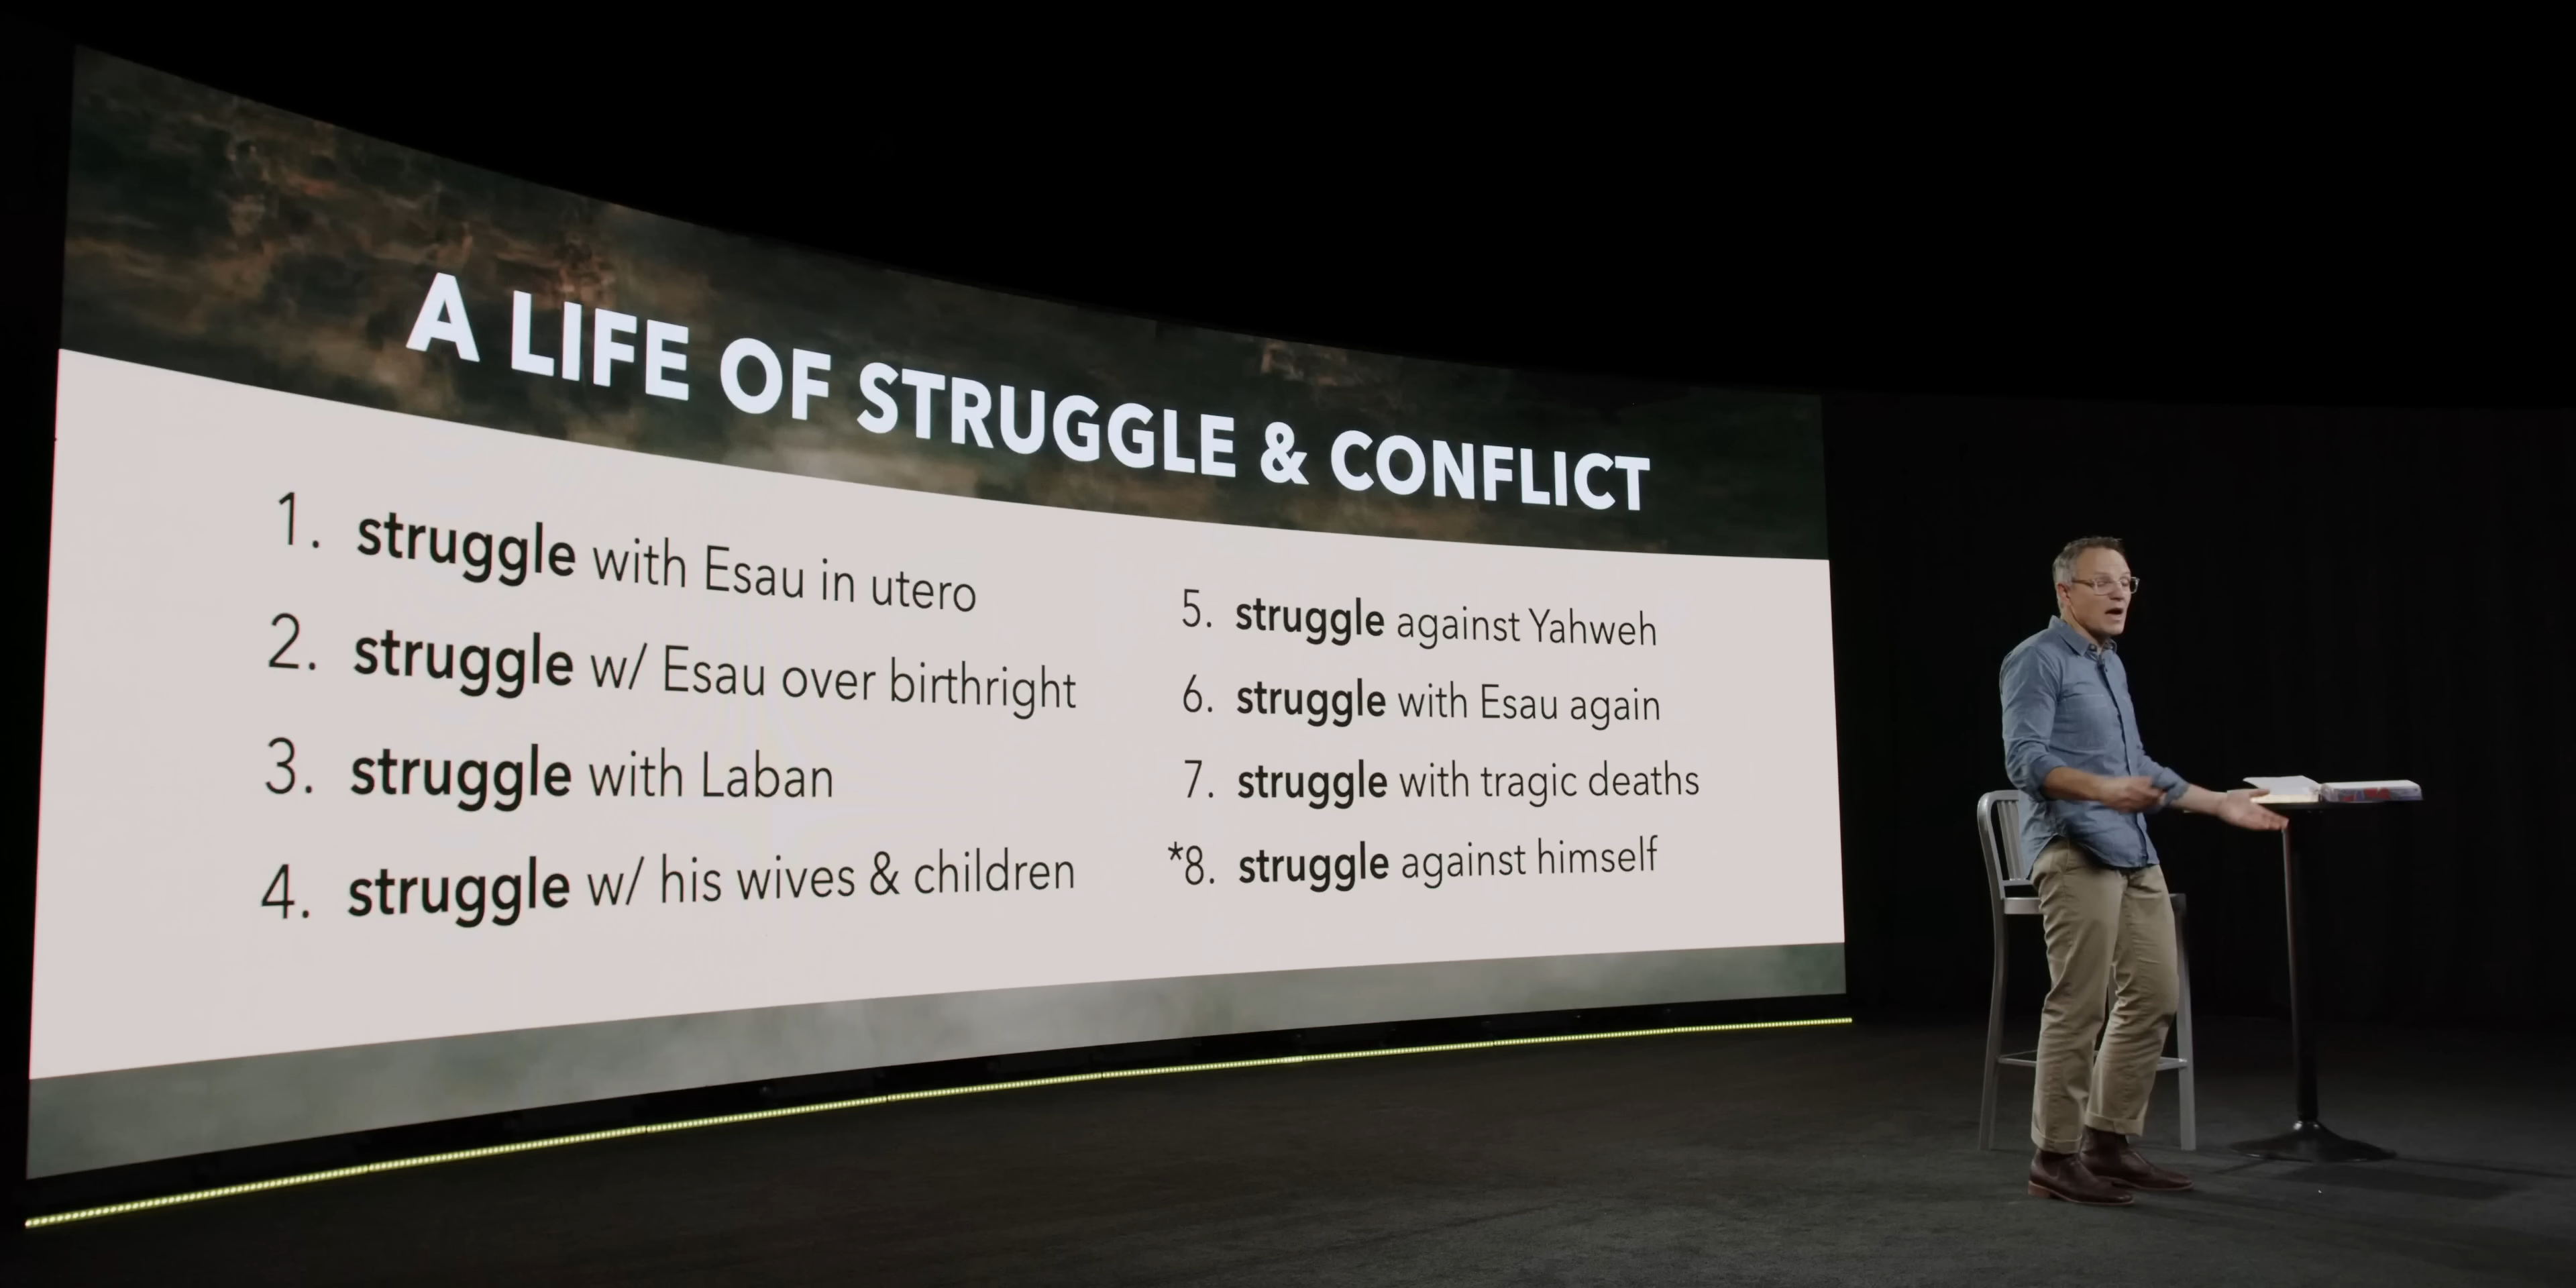 A LIFE OF STRUGGLE & CONFLICT
1. struggle with Esau in utero
2. struggle w/ Esau over birthright
3. struggle with Laban
4. struggle w/ his wives & children
5. struggle against Yahweh
6. struggle with Esau again
7. struggle with tragic deaths
*8. struggle against himself